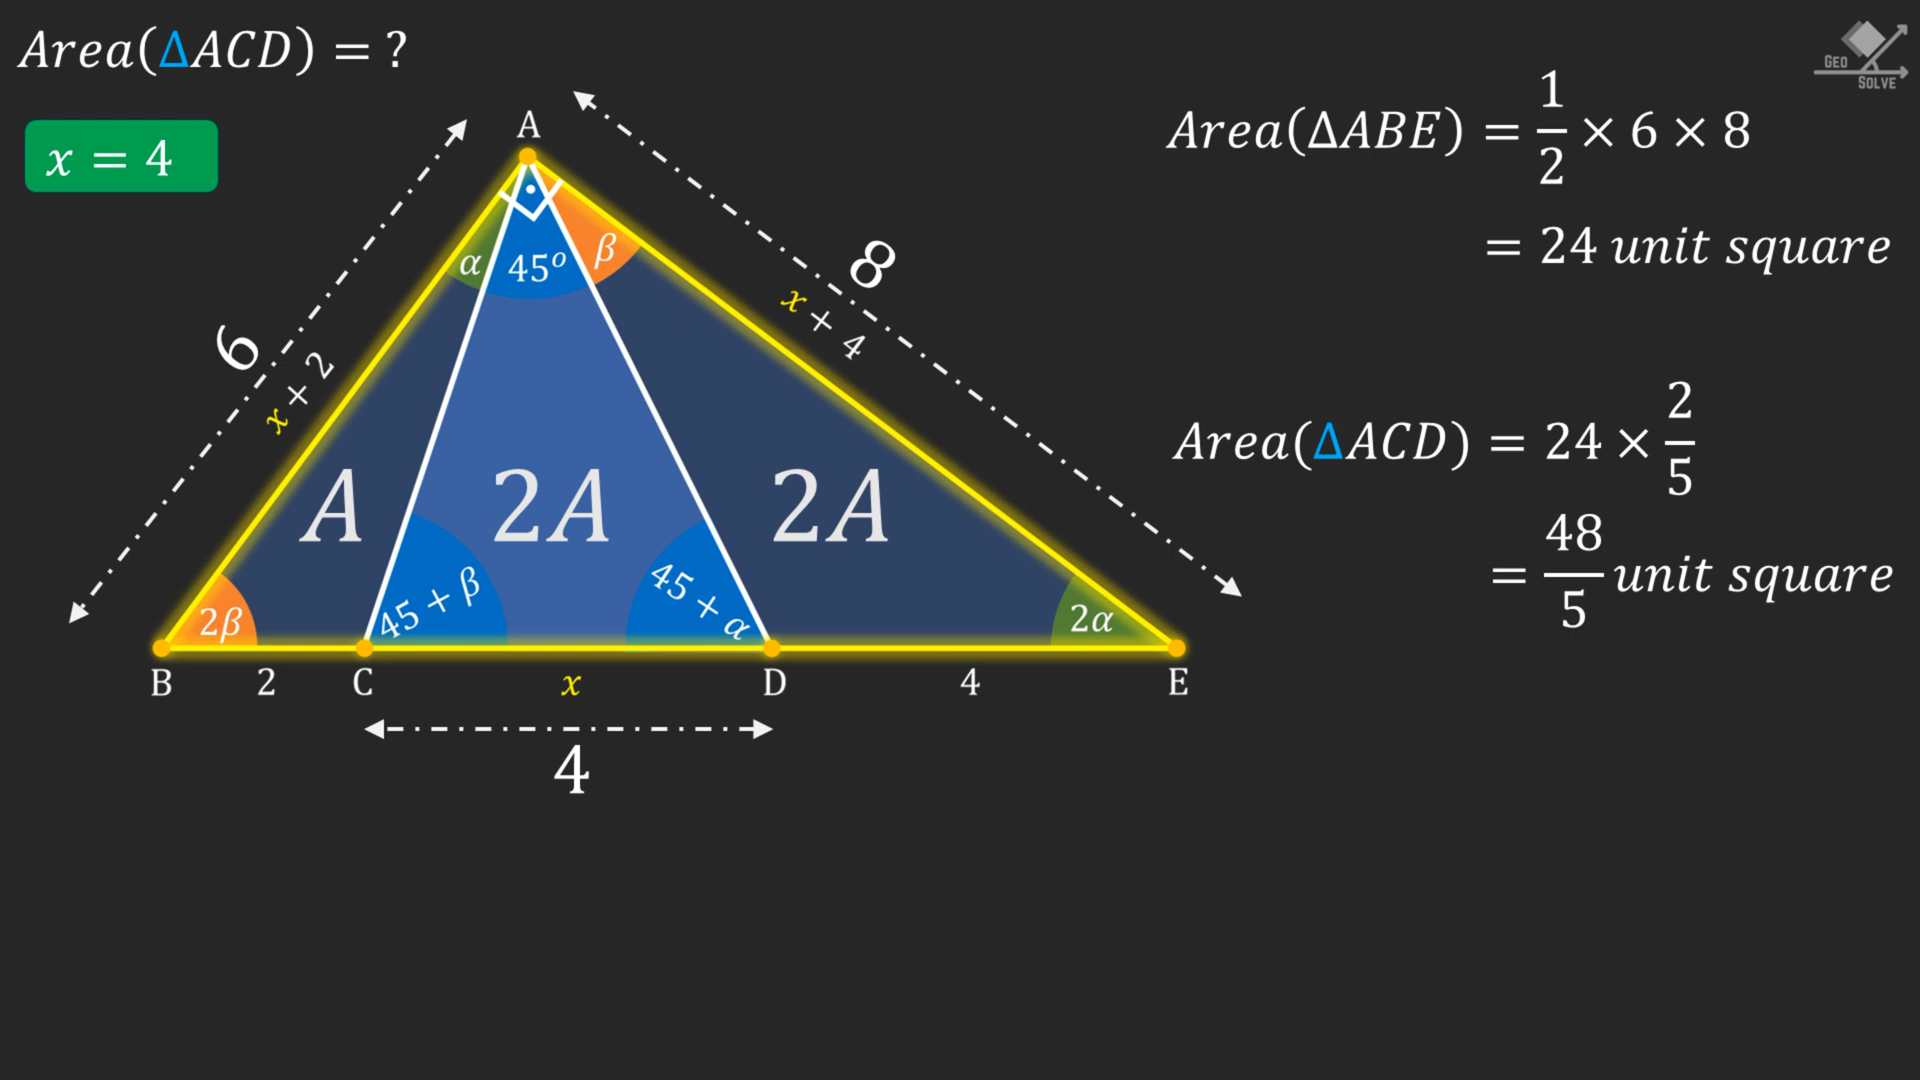 Area(ΔACD) = ?
x = 4
GEO
SOLVE
Area(ΔABE) = 1/2 × 6 × 8
= 24 unit square
Area(ΔACD) = 24 × 2/5
= 48/5 unit square
A
α 45° β
6
x + 2
8
x + 4
A 2A 2A
2β 45 + β 45 + α 2α
B 2 C x D 4 E
4